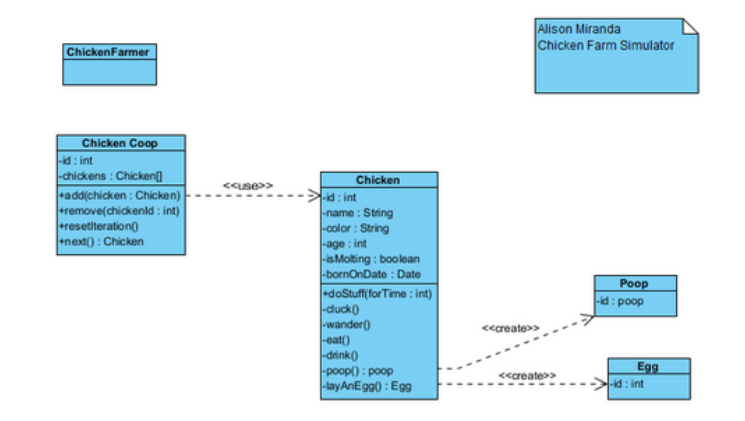 ChickenFarmer
Alison Miranda
Chicken Farm Simulator
Chicken Coop
-id : int
-chickens : Chicken[]
+add(chicken : Chicken)
+remove(chickenId : int)
+resetIteration()
+next() : Chicken
<<use>>
Chicken
-id : int
-name : String
-color : String
-age : int
-isMolting : boolean
-bornOnDate : Date
+doStuff(forTime : int)
-cluck()
-wander()
-eat()
-drink()
-poop() : poop
-layAnEgg() : Egg
<<create>>
Poop
-id : poop
<<create>>
Egg
-id : int